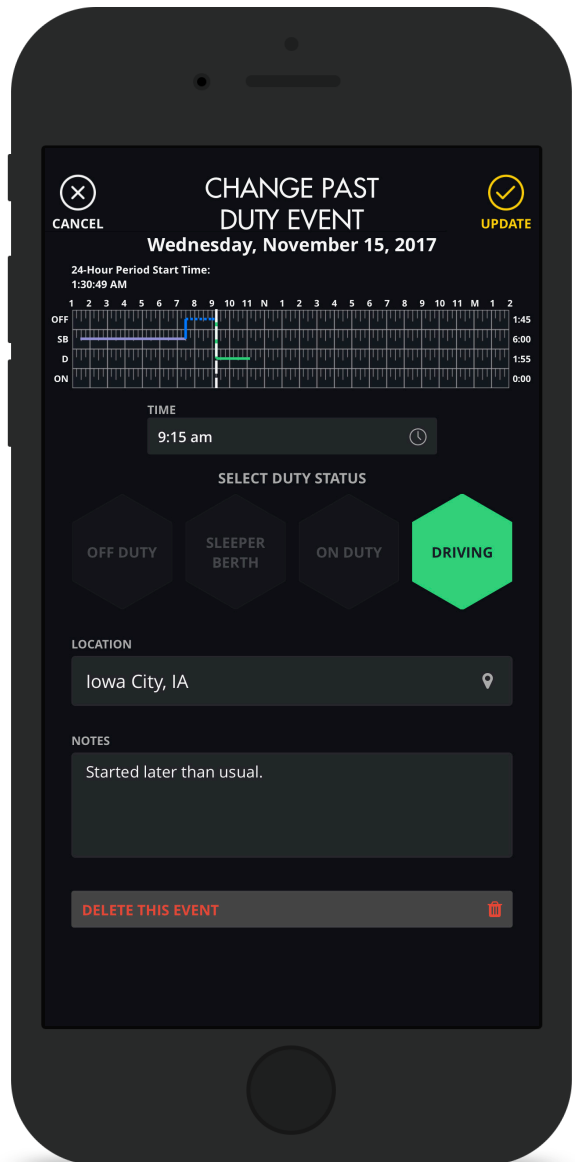 CHANGE PAST
DUTY EVENT
CANCEL
UPDATE
Wednesday, November 15, 2017
24-Hour Period Start Time:
1:30:49 AM
1 2 3 4 5 6 7 8 9 10 11 N 1 2 3 4 5 6 7 8 9 10 11 M 1 2
OFF 1:45
SB 6:00
D 1:55
ON 0:00
TIME
9:15 am
SELECT DUTY STATUS
OFF DUTY
SLEEPER
BERTH
ON DUTY
DRIVING
LOCATION
Iowa City, IA
NOTES
Started later than usual.
DELETE THIS EVENT